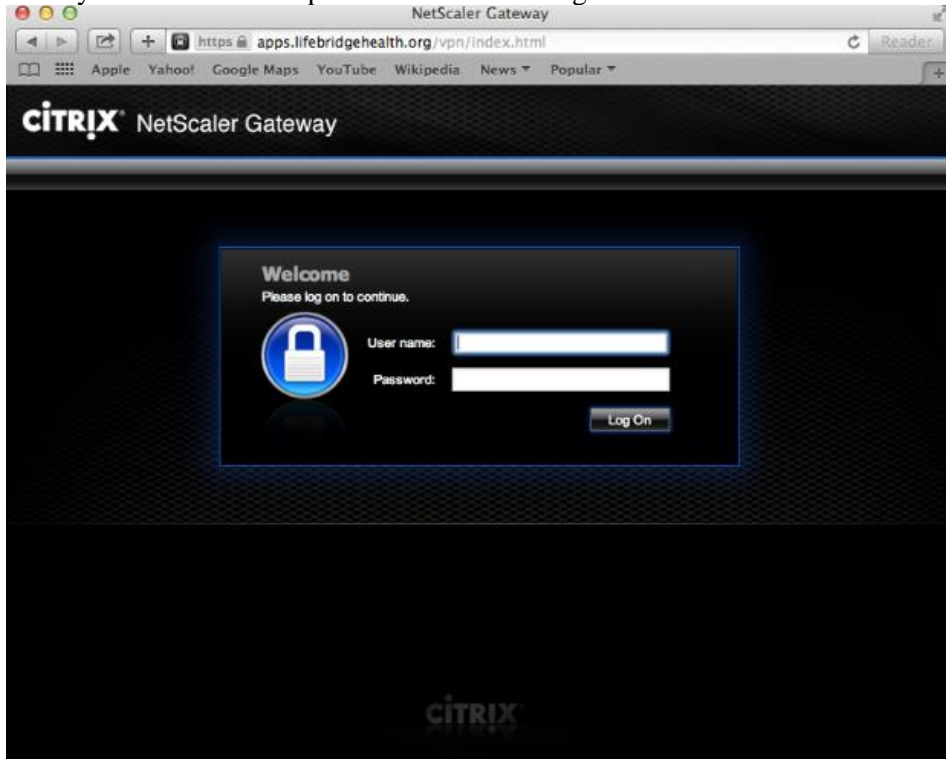 NetScaler Gateway
https apps.lifebridgehealth.org/vpn/index.html
Reader
Apple Yahoo! Google Maps YouTube Wikipedia News Popular
CITRIX NetScaler Gateway
Welcome
Please log on to continue.
User name:
Password:
Log On
CITRIX